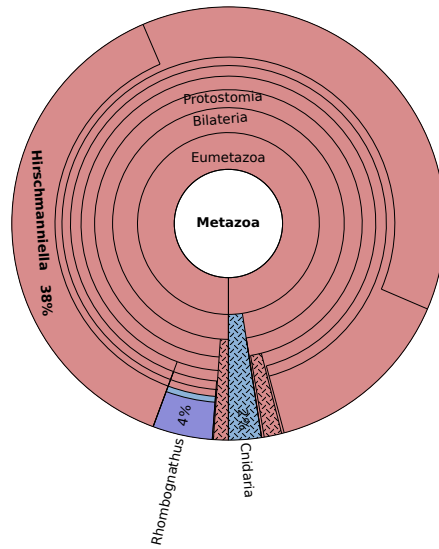 Protostomia
Bilateria
Eumetazoa
Metazoa
Hirschmanniella 38%
4%
2%
Rhombognathus
Cnidaria